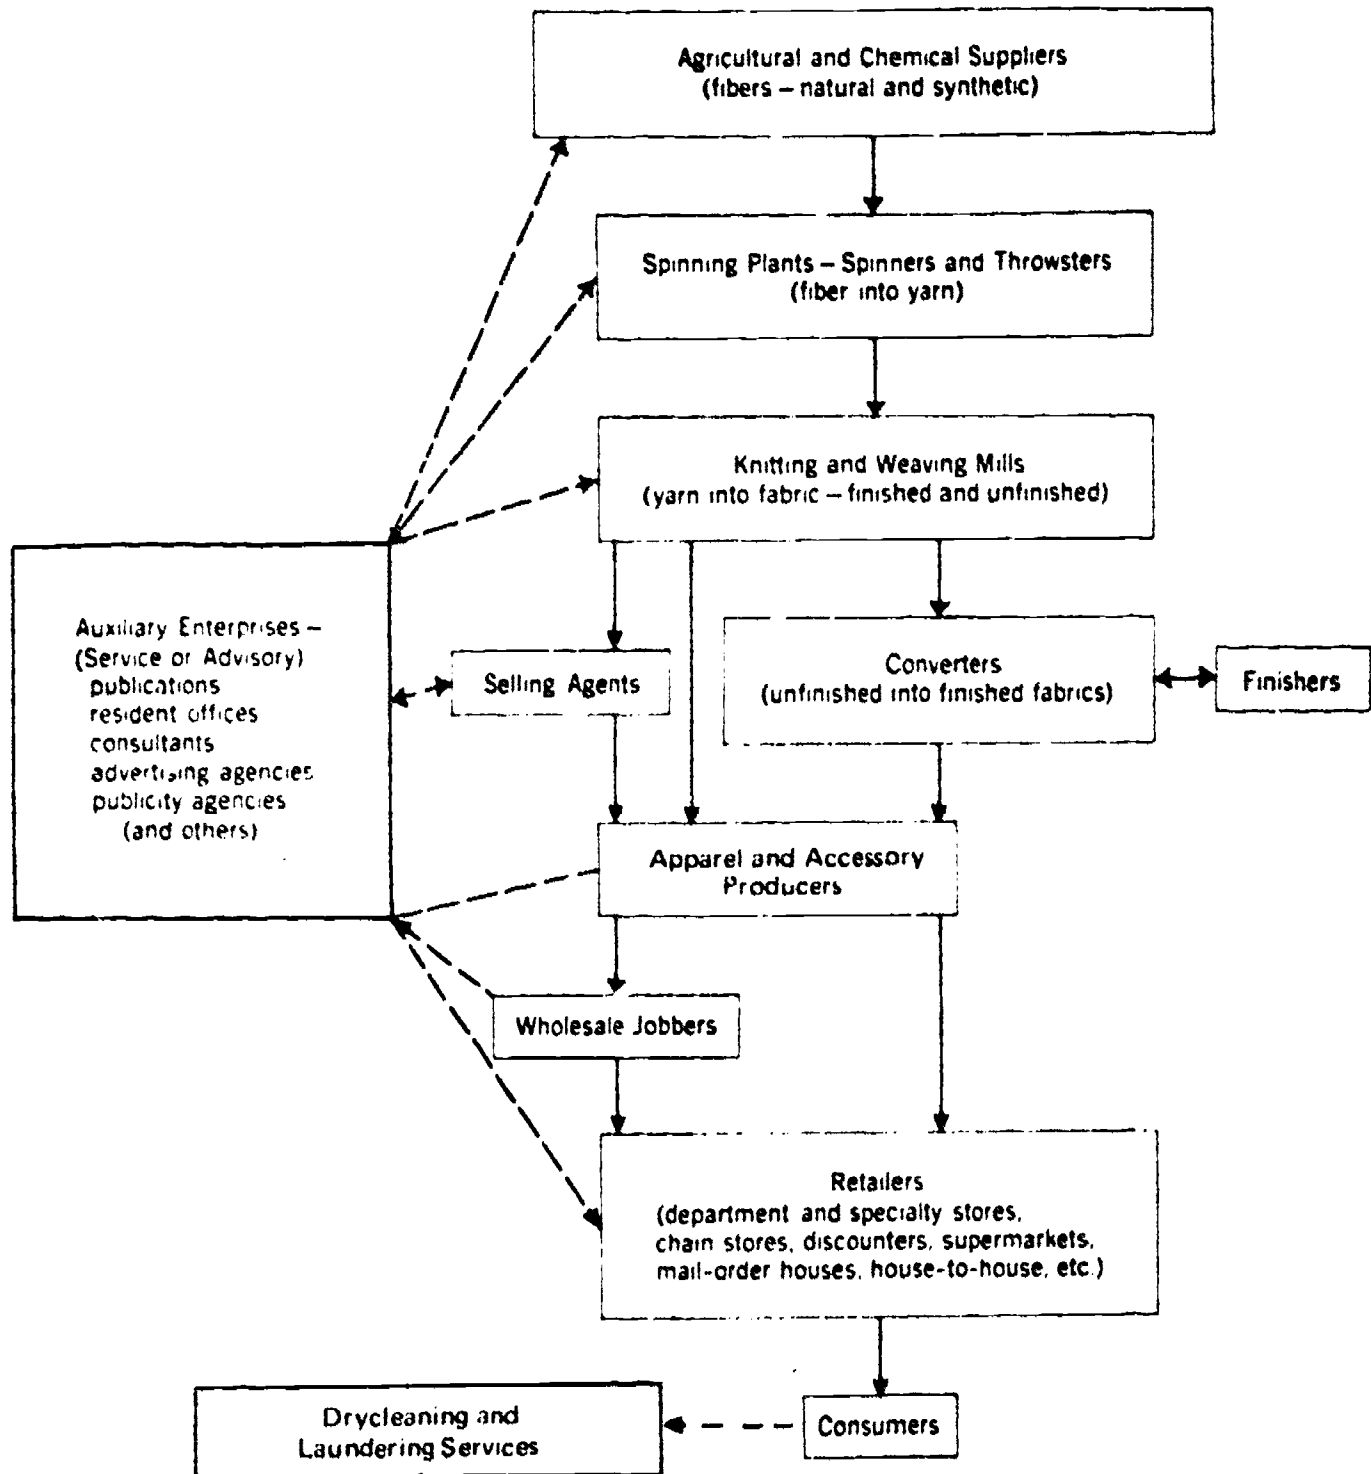 Agricultural and Chemical Suppliers
(fibers – natural and synthetic)
Spinning Plants – Spinners and Throwsters
(fiber into yarn)
Knitting and Weaving Mills
(yarn into fabric – finished and unfinished)
Auxiliary Enterprises –
(Service or Advisory)
publications
resident offices
consultants
advertising agencies
publicity agencies
(and others)
Selling Agents
Converters
(unfinished into finished fabrics)
Finishers
Apparel and Accessory
Producers
Wholesale Jobbers
Retailers
(department and specialty stores,
chain stores, discounters, supermarkets,
mail-order houses, house-to-house, etc.)
Consumers
Drycleaning and
Laundering Services